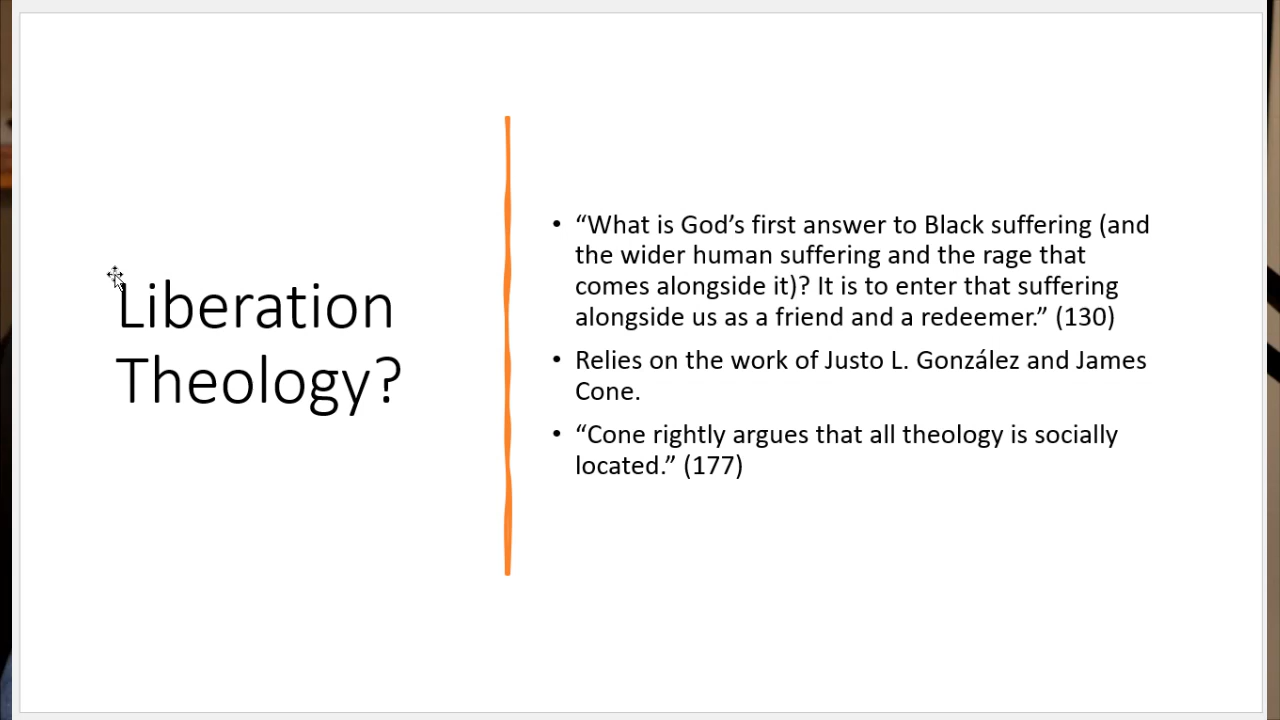 Liberation
Theology?
• “What is God’s first answer to Black suffering (and
the wider human suffering and the rage that
comes alongside it)? It is to enter that suffering
alongside us as a friend and a redeemer.” (130)
• Relies on the work of Justo L. González and James
Cone.
• “Cone rightly argues that all theology is socially
located.” (177)